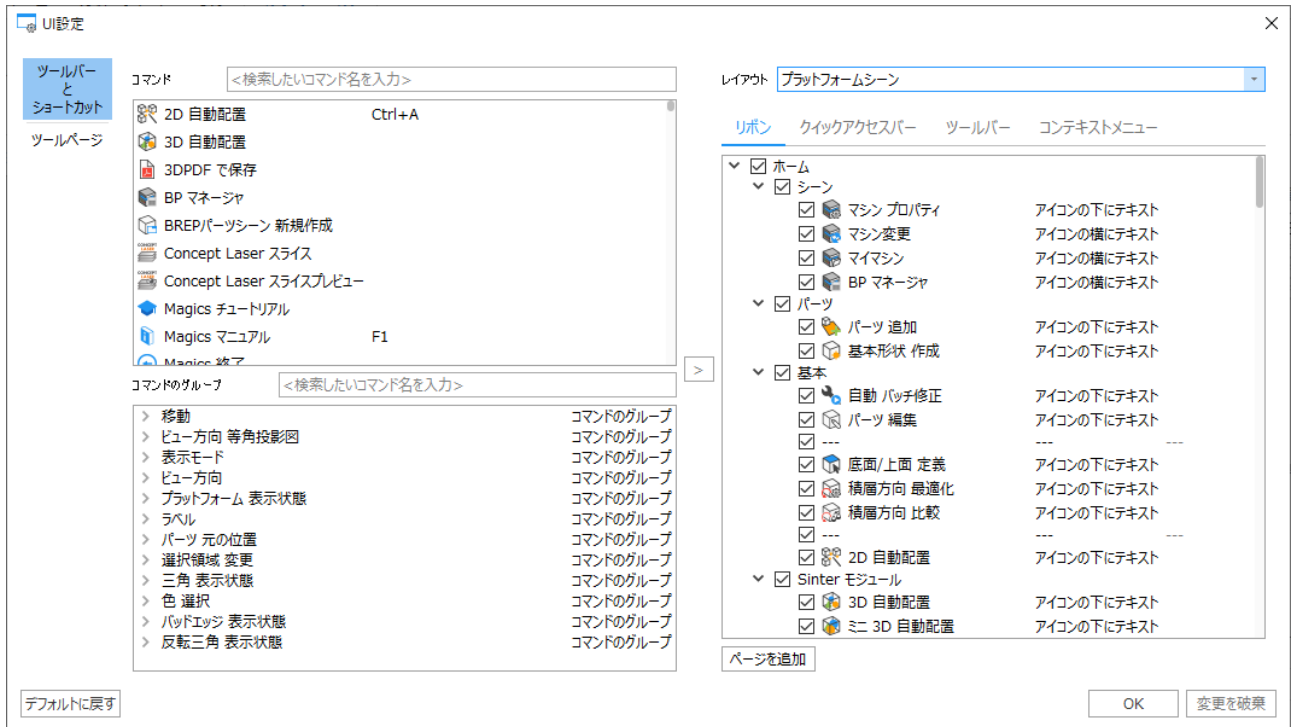 UI設定
ツールバー
と
ショートカット
ツールページ
コマンド <検索したいコマンド名を入力>
2D 自動配置 Ctrl+A
3D 自動配置
3DPDF で保存
BP マネージャ
BREPパーツシーン 新規作成
Concept Laser スライス
Concept Laser スライスプレビュー
Magics チュートリアル
Magics マニュアル F1
Magics 終了
コマンドのグループ <検索したいコマンド名を入力>
移動 コマンドのグループ
ビュー方向 等角投影図 コマンドのグループ
表示モード コマンドのグループ
ビュー方向 コマンドのグループ
プラットフォーム 表示状態 コマンドのグループ
ラベル コマンドのグループ
パーツ 元の位置 コマンドのグループ
選択領域 変更 コマンドのグループ
三角 表示状態 コマンドのグループ
色 選択 コマンドのグループ
バッドエッジ 表示状態 コマンドのグループ
反転三角 表示状態 コマンドのグループ
>
レイアウト プラットフォームシーン
リボン クイックアクセスバー ツールバー コンテキストメニュー
ホーム
シーン
マシン プロパティ アイコンの下にテキスト
マシン変更 アイコンの横にテキスト
マイマシン アイコンの横にテキスト
BP マネージャ アイコンの横にテキスト
パーツ
パーツ 追加 アイコンの下にテキスト
基本形状 作成 アイコンの下にテキスト
基本
自動 バッチ修正 アイコンの下にテキスト
パーツ 編集 アイコンの下にテキスト
--- --- ---
底面/上面 定義 アイコンの下にテキスト
積層方向 最適化 アイコンの下にテキスト
積層方向 比較 アイコンの下にテキスト
--- --- ---
2D 自動配置 アイコンの下にテキスト
Sinter モジュール
3D 自動配置 アイコンの下にテキスト
ミニ 3D 自動配置 アイコンの下にテキスト
ページを追加
デフォルトに戻す OK 変更を破棄